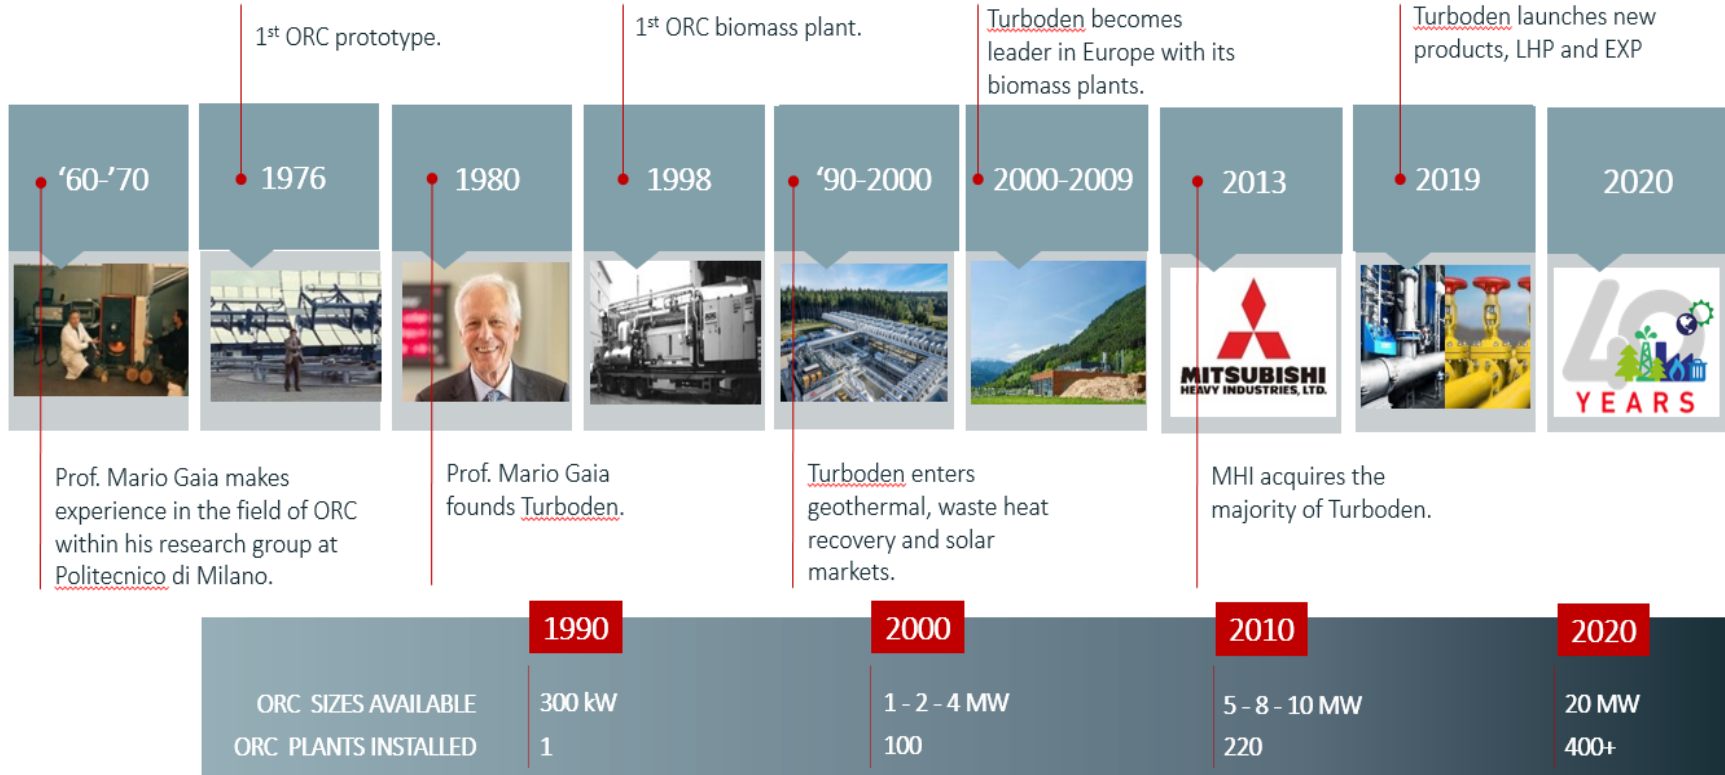 1st ORC prototype.
1st ORC biomass plant.
Turboden becomes
leader in Europe with its
biomass plants.
Turboden launches new
products, LHP and EXP
‘60-’70
1976
1980
1998
‘90-2000
2000-2009
2013
2019
2020
MITSUBISHI
HEAVY INDUSTRIES, LTD.
40
YEARS
Prof. Mario Gaia makes
experience in the field of ORC
within his research group at
Politecnico di Milano.
Prof. Mario Gaia
founds Turboden.
Turboden enters
geothermal, waste heat
recovery and solar
markets.
MHI acquires the
majority of Turboden.
1990
2000
2010
2020
ORC SIZES AVAILABLE 300 kW 1 - 2 - 4 MW 5 - 8 - 10 MW 20 MW
ORC PLANTS INSTALLED 1 100 220 400+